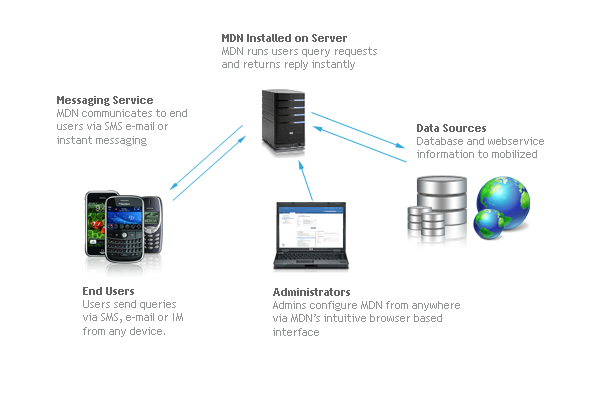 MDN Installed on Server
MDN runs users query requests
and returns reply instantly
Messaging Service
MDN communicates to end
users via SMS e-mail or
instant messaging
Data Sources
Database and webservice
information to mobilized
End Users
Users send queries
via SMS, e-mail or IM
from any device.
Administrators
Admins configure MDN from anywhere
via MDN's intuitive browser based
interface